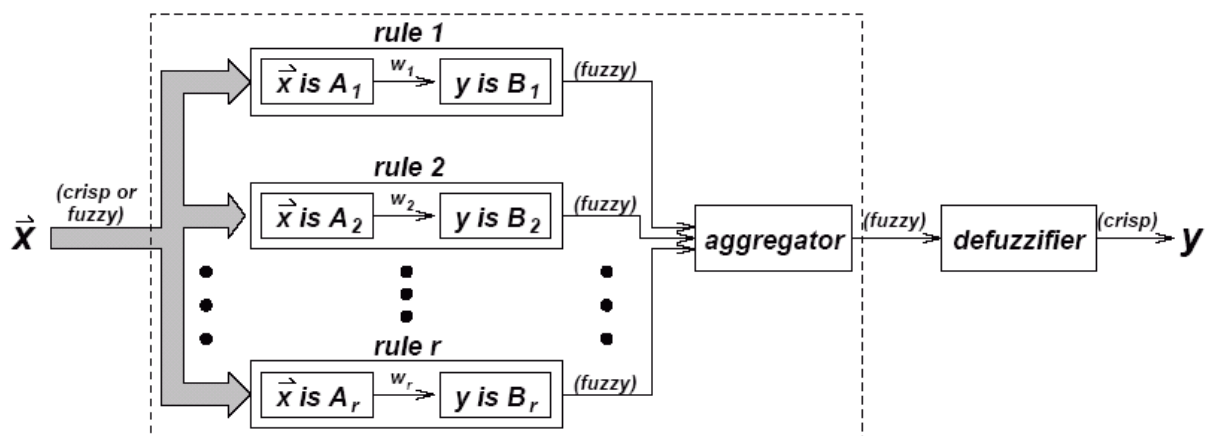 rule 1
x⃗ is A₁
w₁
y is B₁
(fuzzy)
rule 2
(crisp or
fuzzy)
x⃗
x⃗ is A₂
w₂
y is B₂
(fuzzy)
aggregator
(fuzzy)
defuzzifier
(crisp)
y
rule r
x⃗ is Aᵣ
wᵣ
y is Bᵣ
(fuzzy)